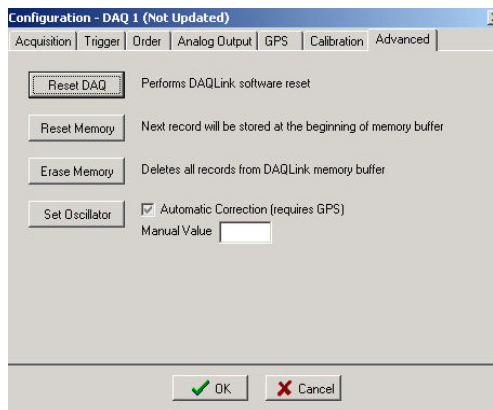 Configuration - DAQ 1 (Not Updated)
Acquisition Trigger Order Analog Output GPS Calibration Advanced
Reset DAQ Performs DAQLink software reset
Reset Memory Next record will be stored at the beginning of memory buffer
Erase Memory Deletes all records from DAQLink memory buffer
Set Oscillator Automatic Correction (requires GPS)
Manual Value
OK Cancel